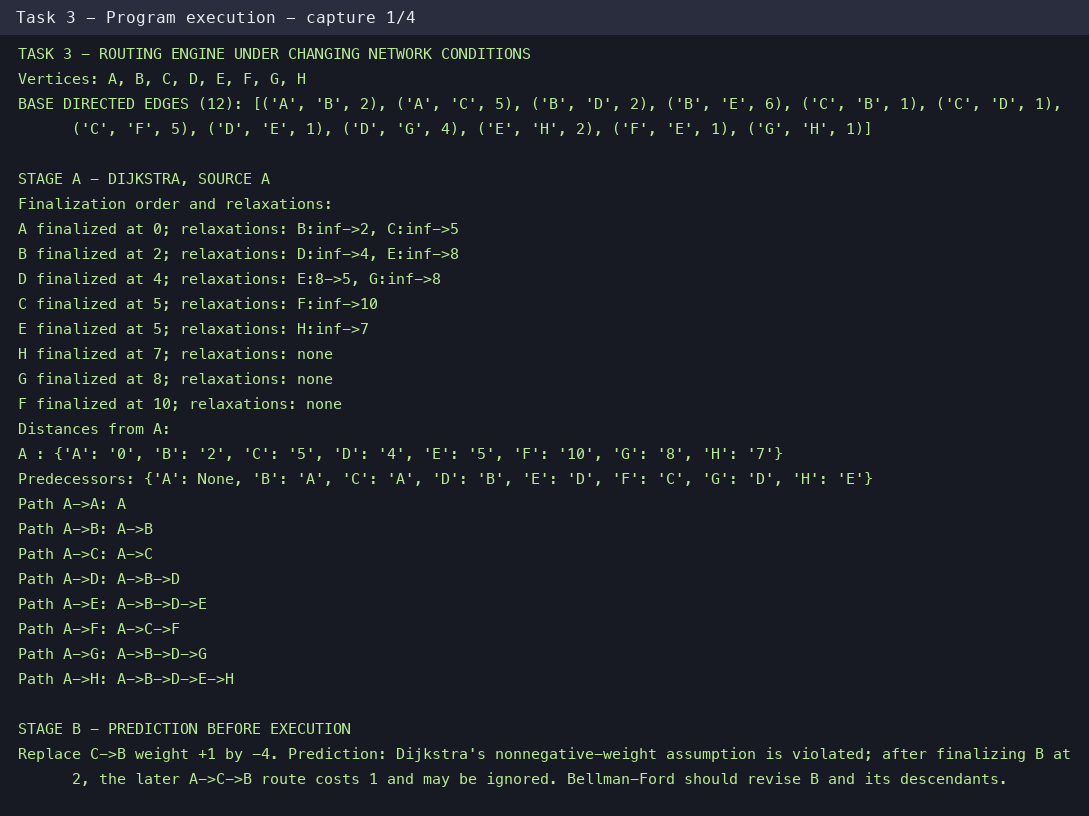 Task 3 — Program execution — capture 1/4
TASK 3 — ROUTING ENGINE UNDER CHANGING NETWORK CONDITIONS
Vertices: A, B, C, D, E, F, G, H
BASE DIRECTED EDGES (12): [('A', 'B', 2), ('A', 'C', 5), ('B', 'D', 2), ('B', 'E', 6), ('C', 'B', 1), ('C', 'D', 1),
('C', 'F', 5), ('D', 'E', 1), ('D', 'G', 4), ('E', 'H', 2), ('F', 'E', 1), ('G', 'H', 1)]
STAGE A — DIJKSTRA, SOURCE A
Finalization order and relaxations:
A finalized at 0; relaxations: B:inf->2, C:inf->5
B finalized at 2; relaxations: D:inf->4, E:inf->8
D finalized at 4; relaxations: E:8->5, G:inf->8
C finalized at 5; relaxations: F:inf->10
E finalized at 5; relaxations: H:inf->7
H finalized at 7; relaxations: none
G finalized at 8; relaxations: none
F finalized at 10; relaxations: none
Distances from A:
A : {'A': '0', 'B': '2', 'C': '5', 'D': '4', 'E': '5', 'F': '10', 'G': '8', 'H': '7'}
Predecessors: {'A': None, 'B': 'A', 'C': 'A', 'D': 'B', 'E': 'D', 'F': 'C', 'G': 'D', 'H': 'E'}
Path A->A: A
Path A->B: A->B
Path A->C: A->C
Path A->D: A->B->D
Path A->E: A->B->D->E
Path A->F: A->C->F
Path A->G: A->B->D->G
Path A->H: A->B->D->E->H
STAGE B — PREDICTION BEFORE EXECUTION
Replace C->B weight +1 by -4. Prediction: Dijkstra's nonnegative-weight assumption is violated; after finalizing B at
2, the later A->C->B route costs 1 and may be ignored. Bellman-Ford should revise B and its descendants.